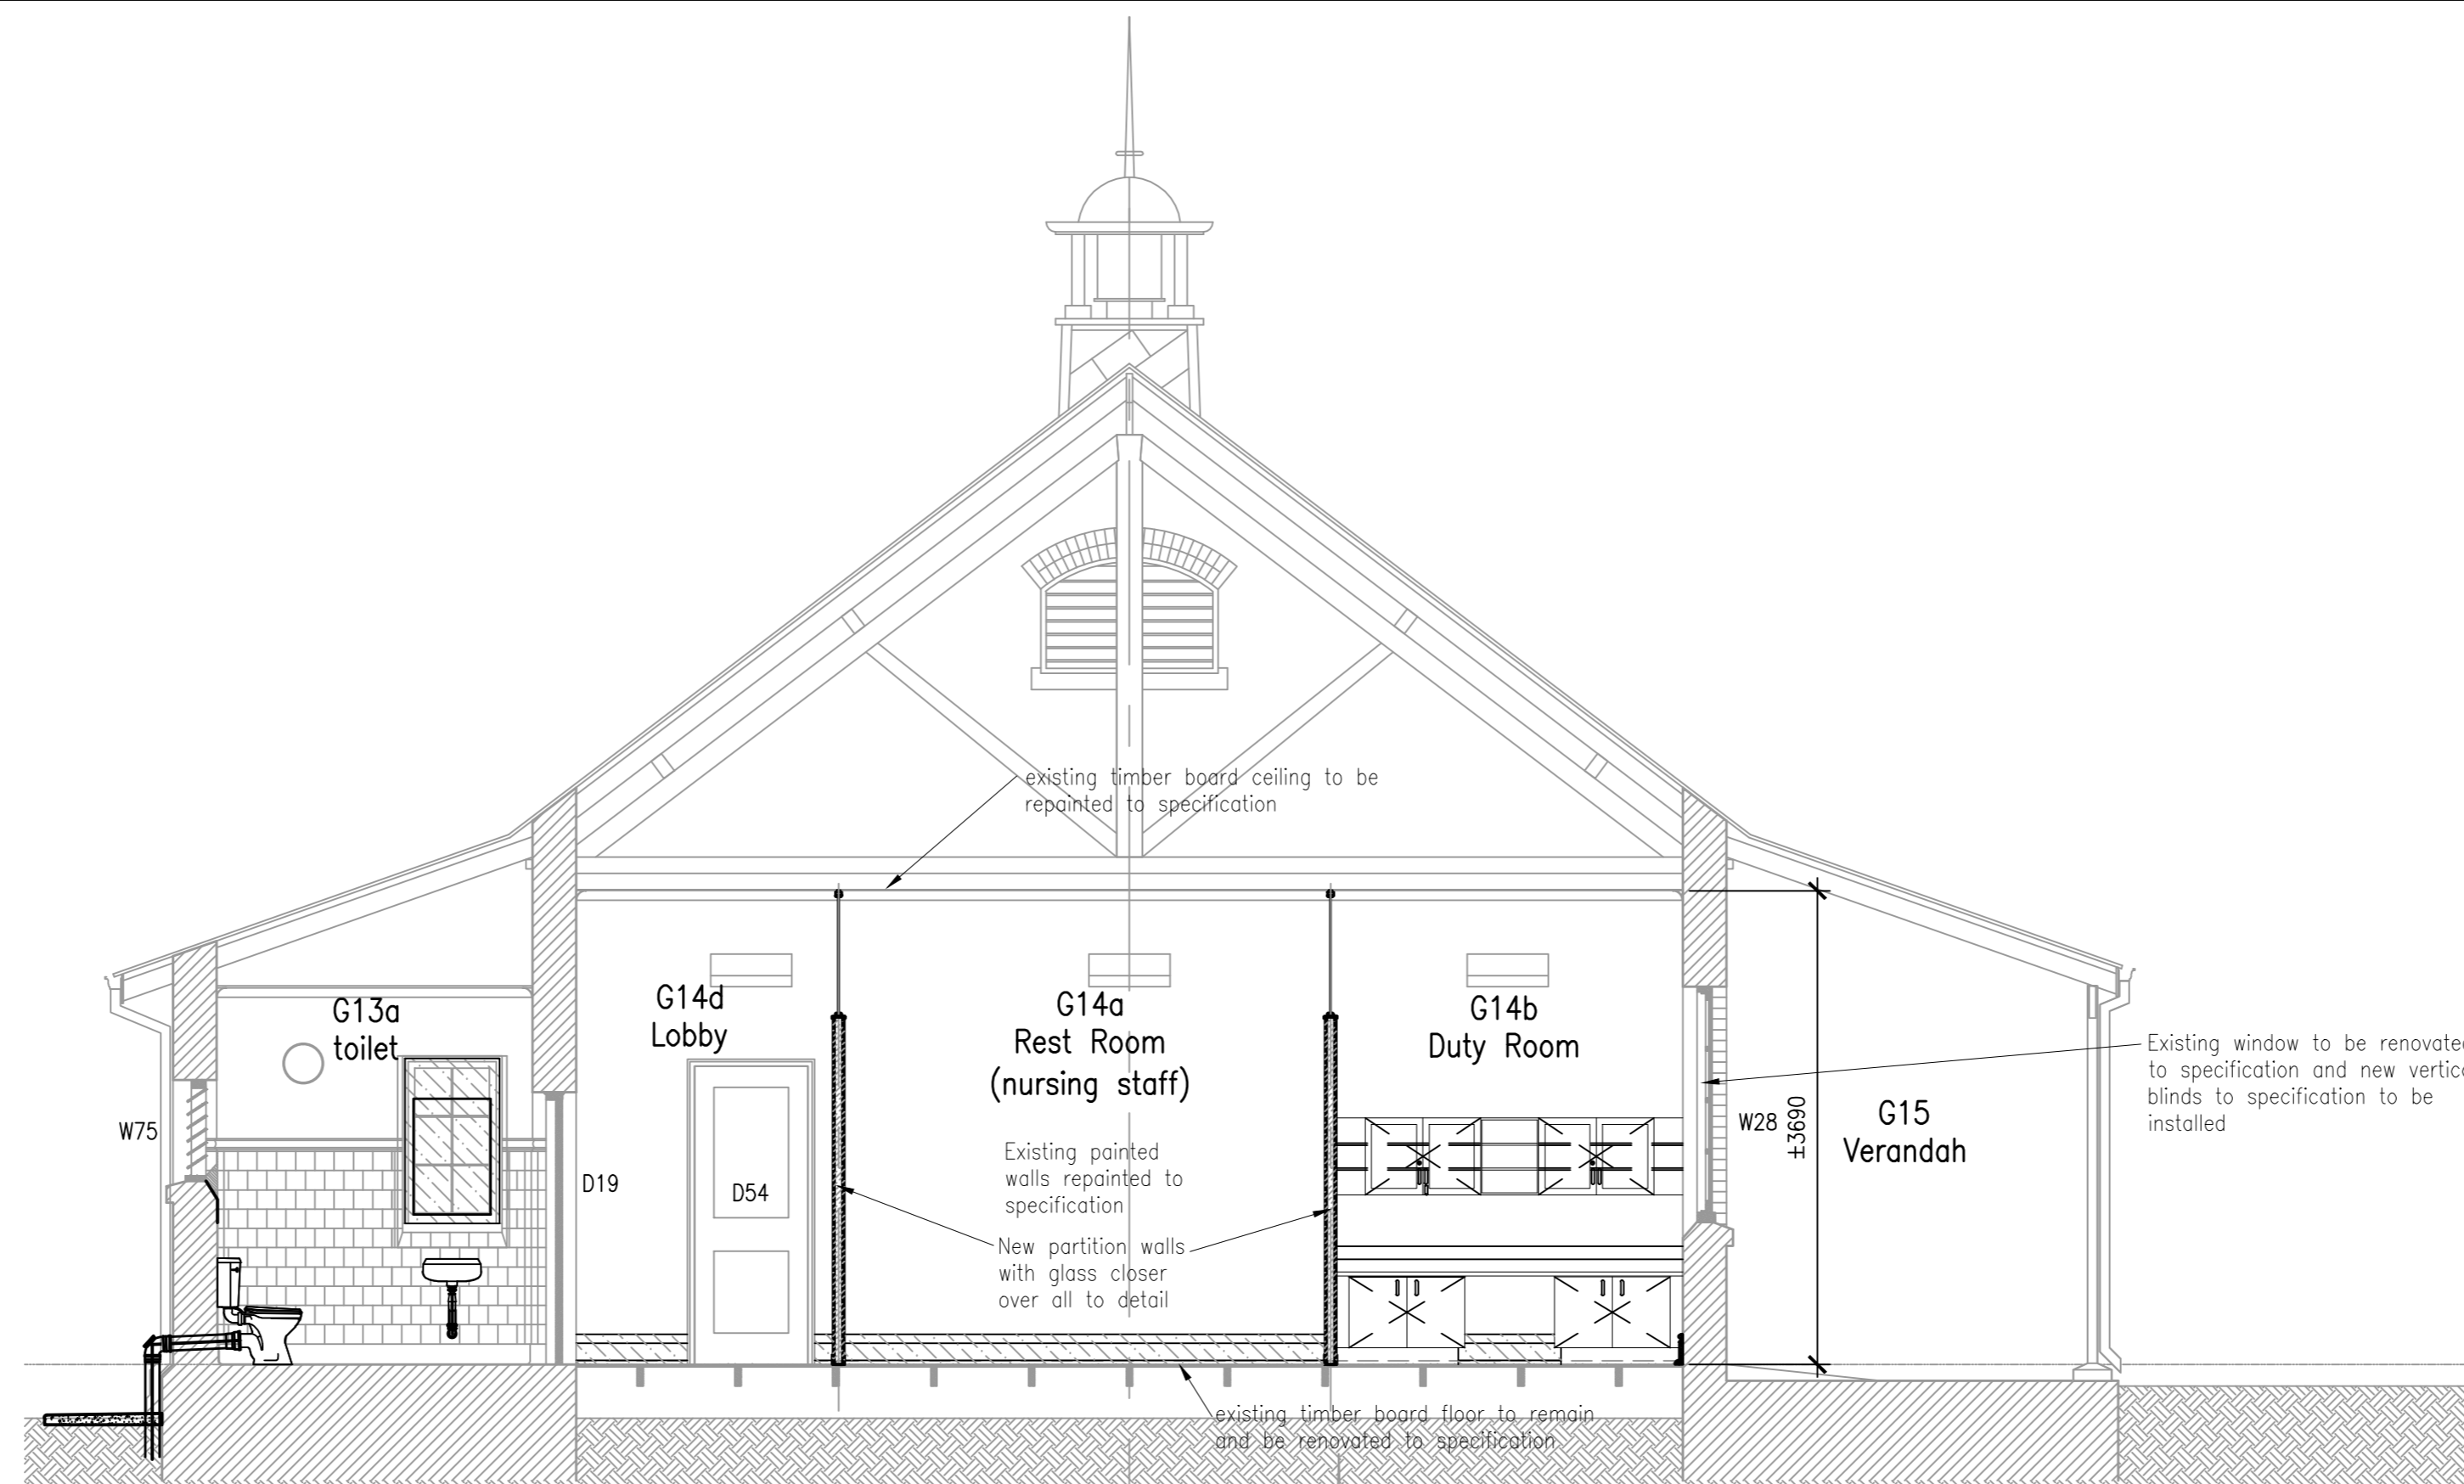 existing timber board ceiling to be
repainted to specification
G13a
toilet
G14d
Lobby
G14a
Rest Room
(nursing staff)
G14b
Duty Room
G15
Verandah
W75
D19
D54
W28
±3690
Existing painted
walls repainted to
specification
New partition walls
with glass closer
over all to detail
Existing window to be renovate
to specification and new vertic
blinds to specification to be
installed
existing timber board floor to remain
and be renovated to specification